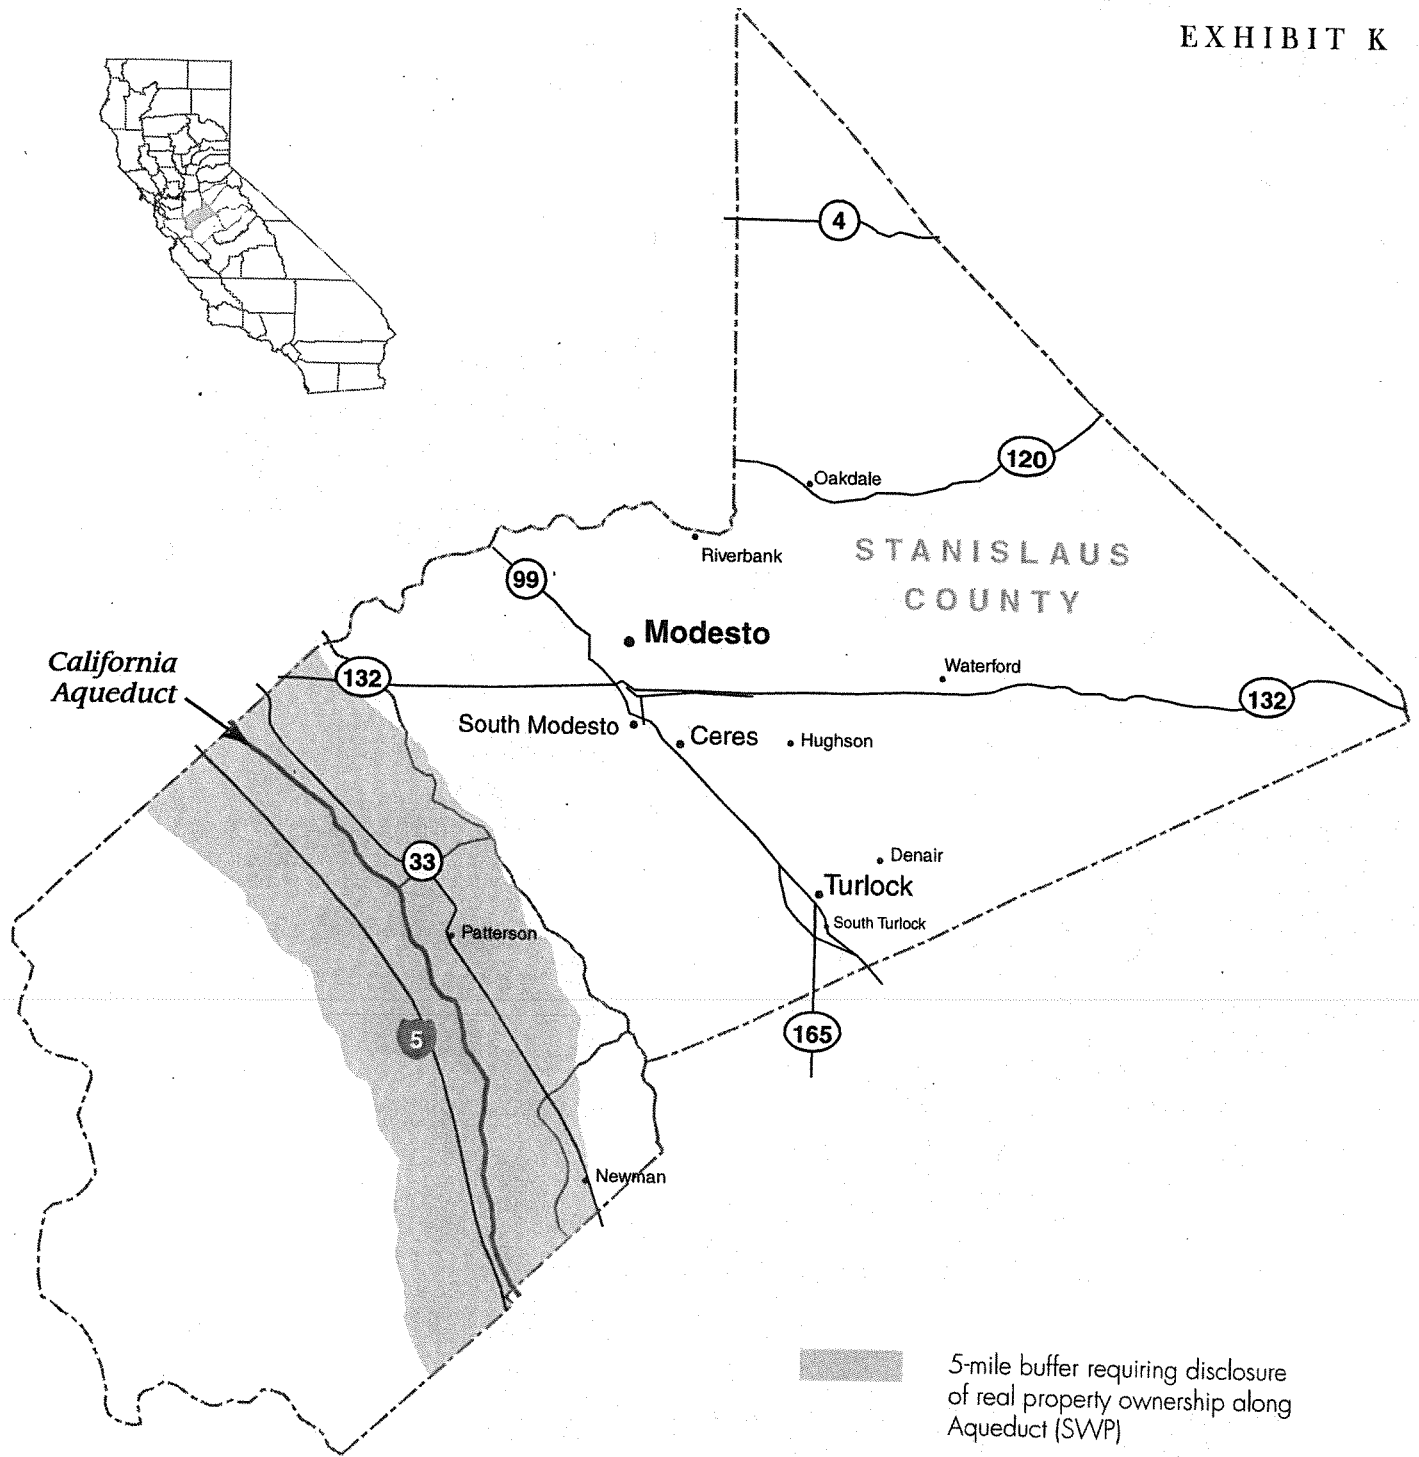 EXHIBIT K
4
120
Oakdale
Riverbank
STANISLAUS
COUNTY
99
Modesto
California
Aqueduct
132
Waterford
132
South Modesto
Ceres
Hughson
33
Denair
Turlock
South Turlock
Patterson
5
165
Newman
5-mile buffer requiring disclosure
of real property ownership along
Aqueduct (SWP)